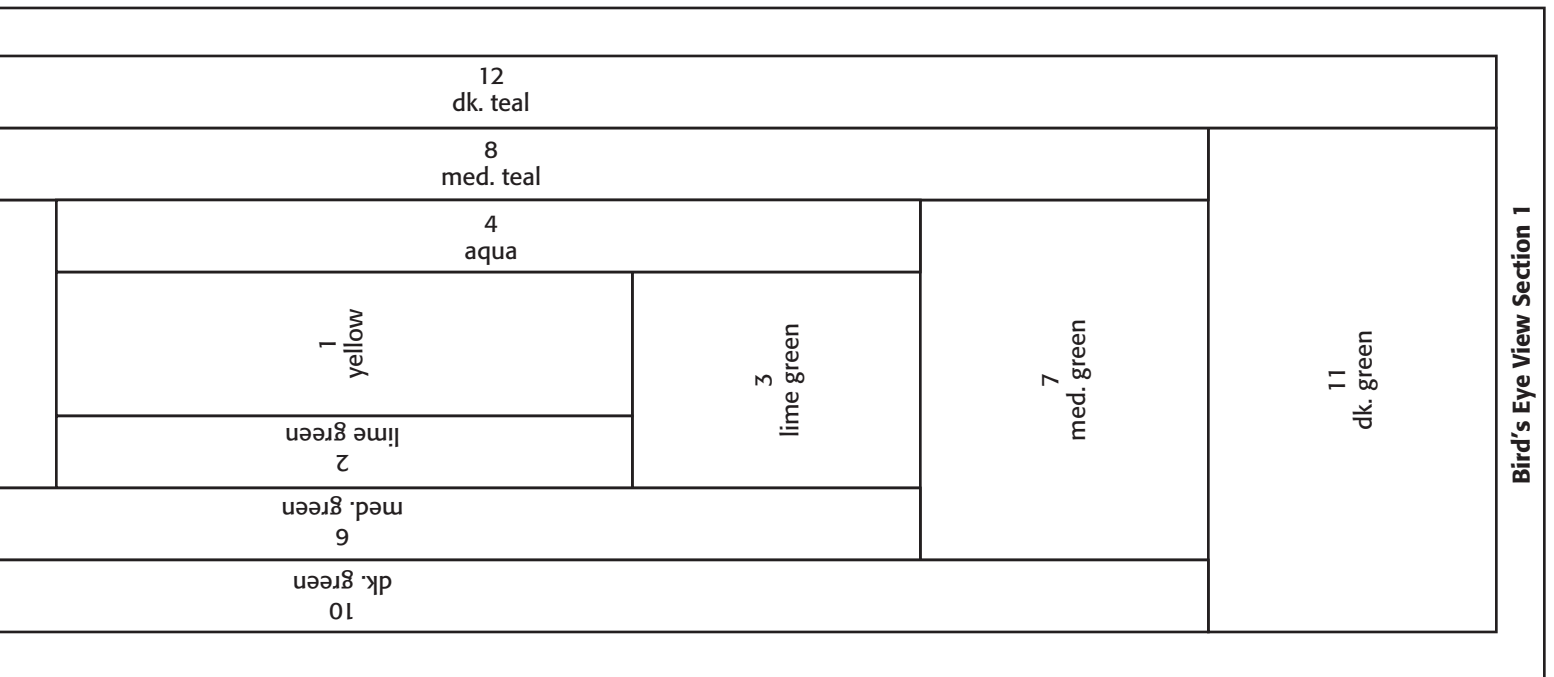 12
dk. teal
8
med. teal
4
aqua
1
yellow
lime green
2
3
lime green
med. green
6
7
med. green
dk. green
10
11
dk. green
Bird's Eye View Section 1